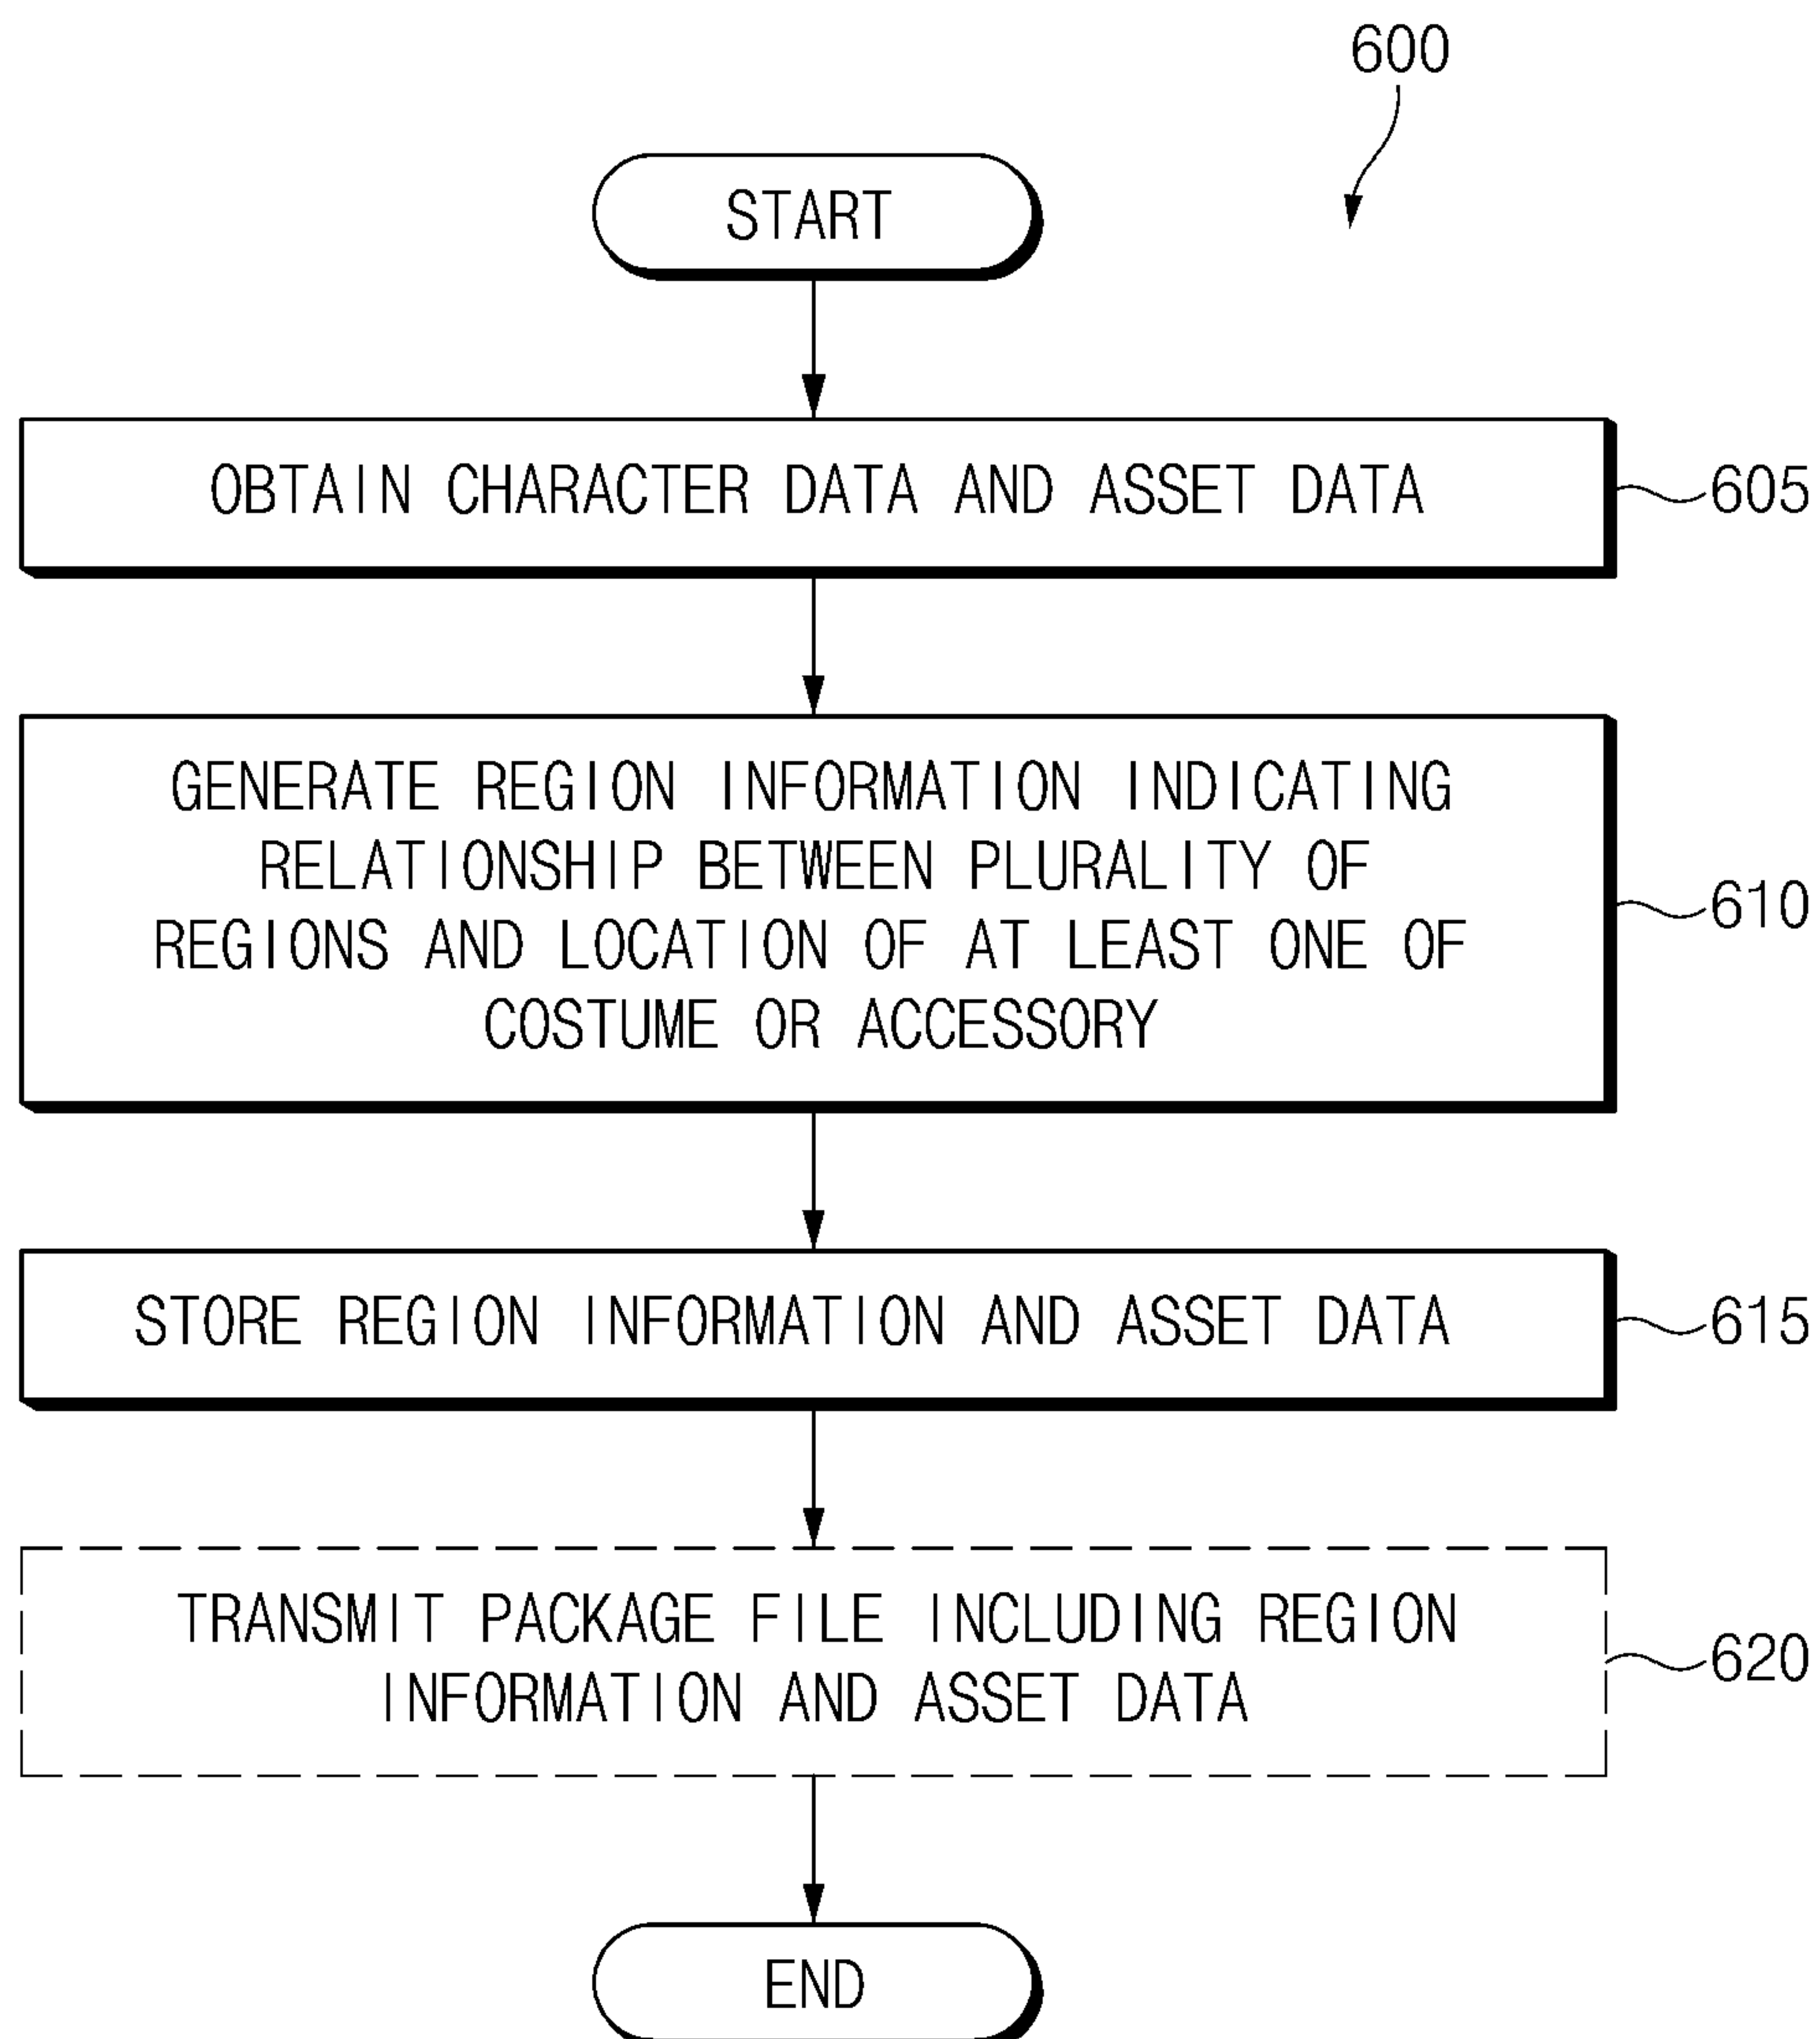 600
START
OBTAIN CHARACTER DATA AND ASSET DATA
605
GENERATE REGION INFORMATION INDICATING
RELATIONSHIP BETWEEN PLURALITY OF
REGIONS AND LOCATION OF AT LEAST ONE OF
COSTUME OR ACCESSORY
610
STORE REGION INFORMATION AND ASSET DATA
615
TRANSMIT PACKAGE FILE INCLUDING REGION
INFORMATION AND ASSET DATA
620
END